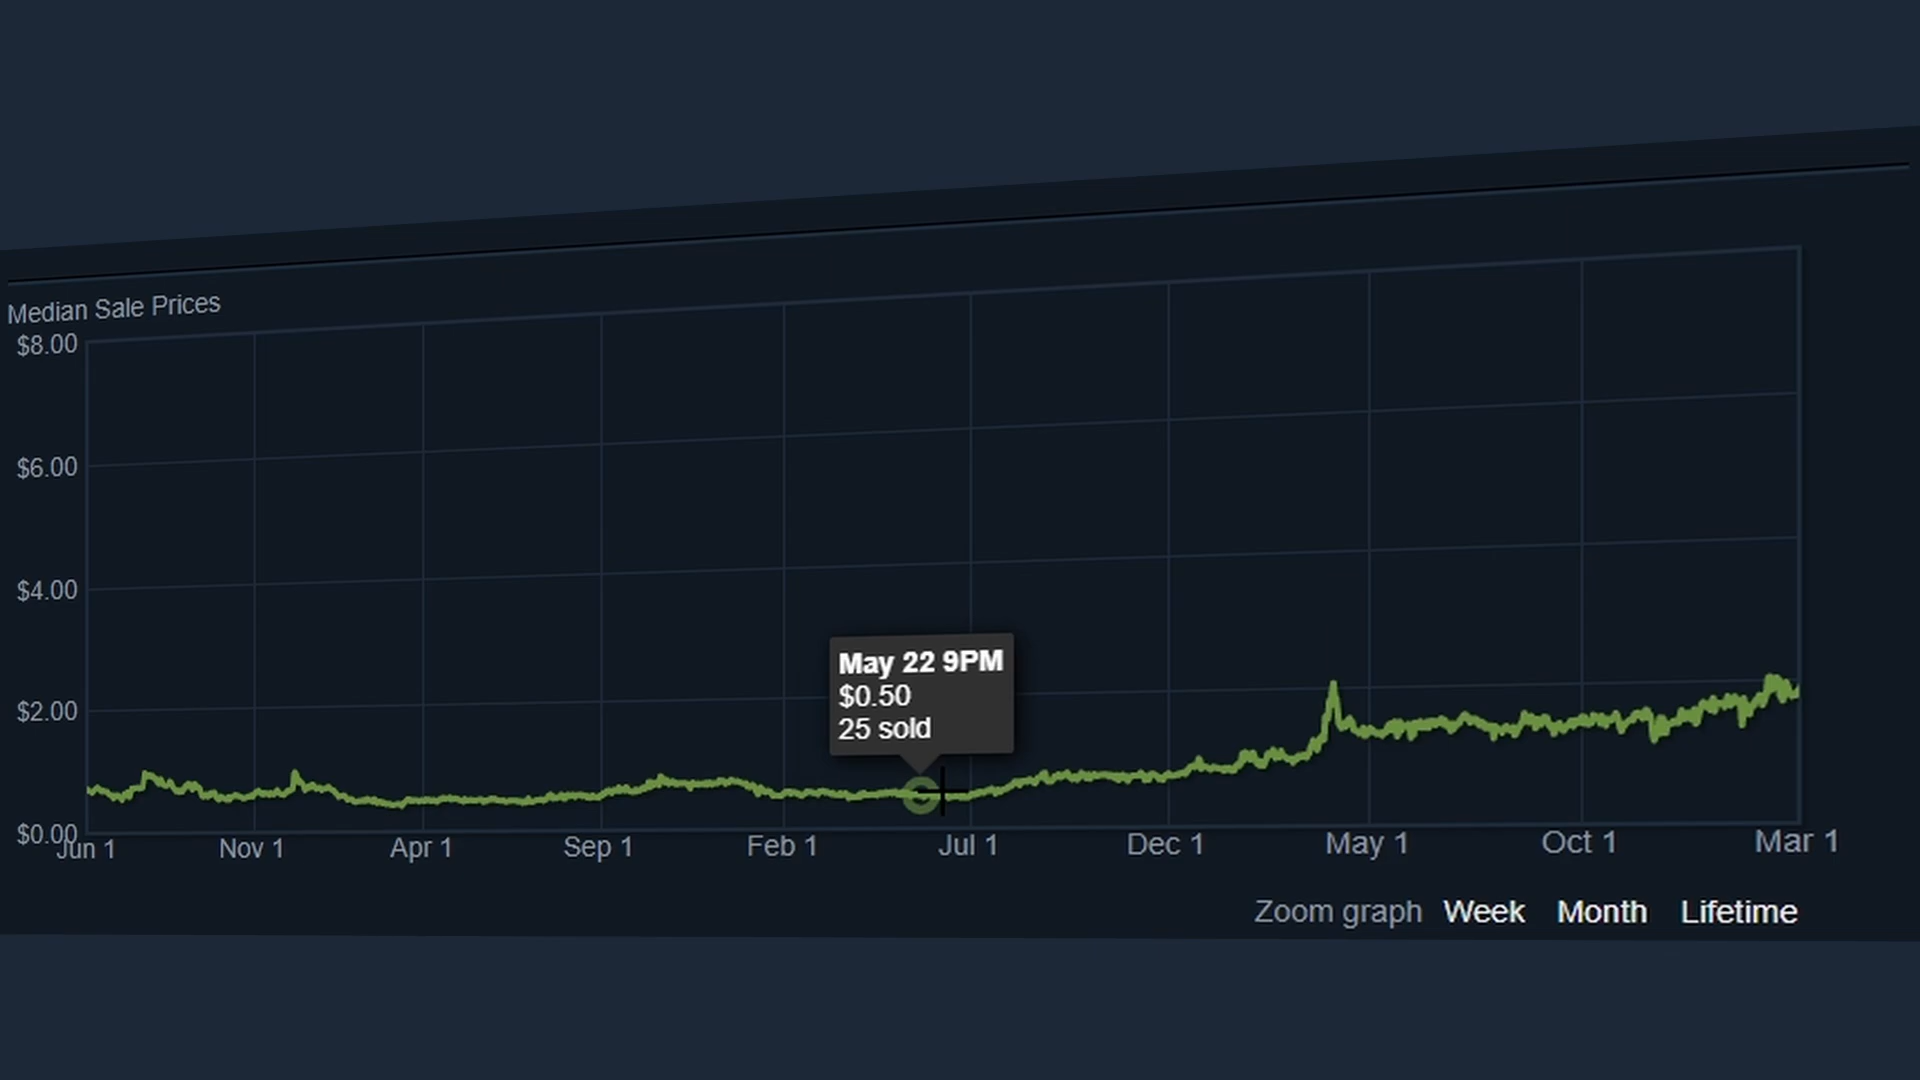 Median Sale Prices
$8.00
$6.00
$4.00
$2.00
$0.00
May 22 9PM
$0.50
25 sold
Jun 1 Nov 1 Apr 1 Sep 1 Feb 1 Jul 1 Dec 1 May 1 Oct 1 Mar 1
Zoom graph Week Month Lifetime